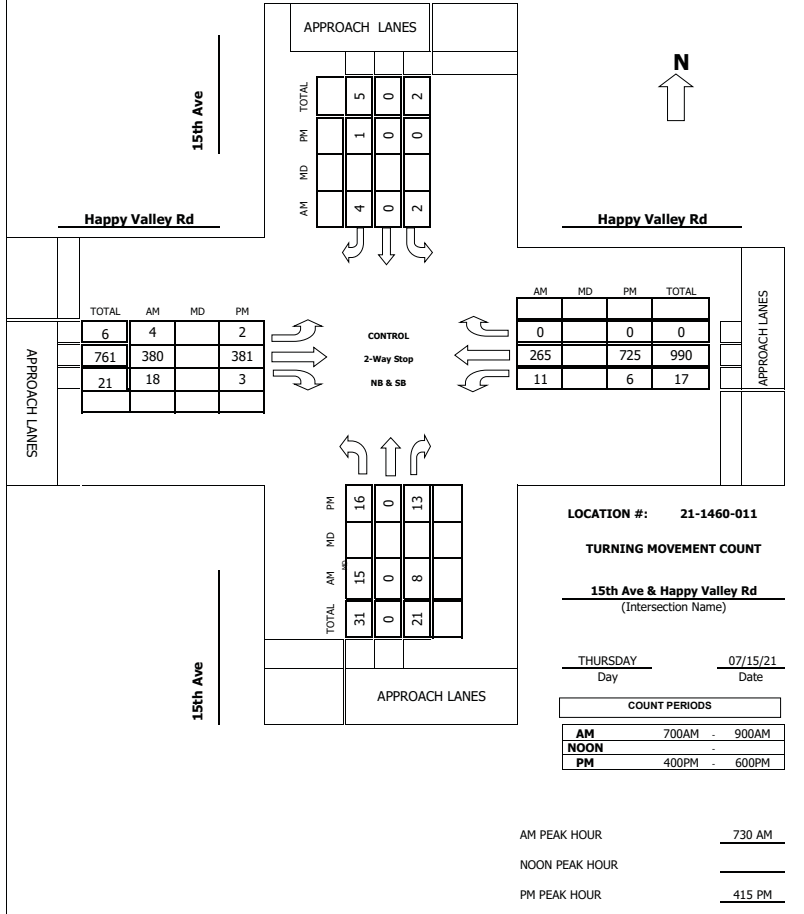 APPROACH LANES
N
15th Ave
TOTAL 5 0 2
PM 1 0 0
MD
AM 4 0 2
Happy Valley Rd
Happy Valley Rd
TOTAL AM MD PM
6 4 2
761 380 381
21 18 3
APPROACH LANES
CONTROL
2-Way Stop
NB & SB
AM MD PM TOTAL
0 0 0
265 725 990
11 6 17
APPROACH LANES
PM 16 0 13
MD
AM MD 15 0 8
TOTAL 31 0 21
15th Ave
APPROACH LANES
LOCATION #: 21-1460-011
TURNING MOVEMENT COUNT
15th Ave & Happy Valley Rd
(Intersection Name)
THURSDAY 07/15/21
Day Date
COUNT PERIODS
AM 700AM - 900AM
NOON -
PM 400PM - 600PM
AM PEAK HOUR 730 AM
NOON PEAK HOUR
PM PEAK HOUR 415 PM